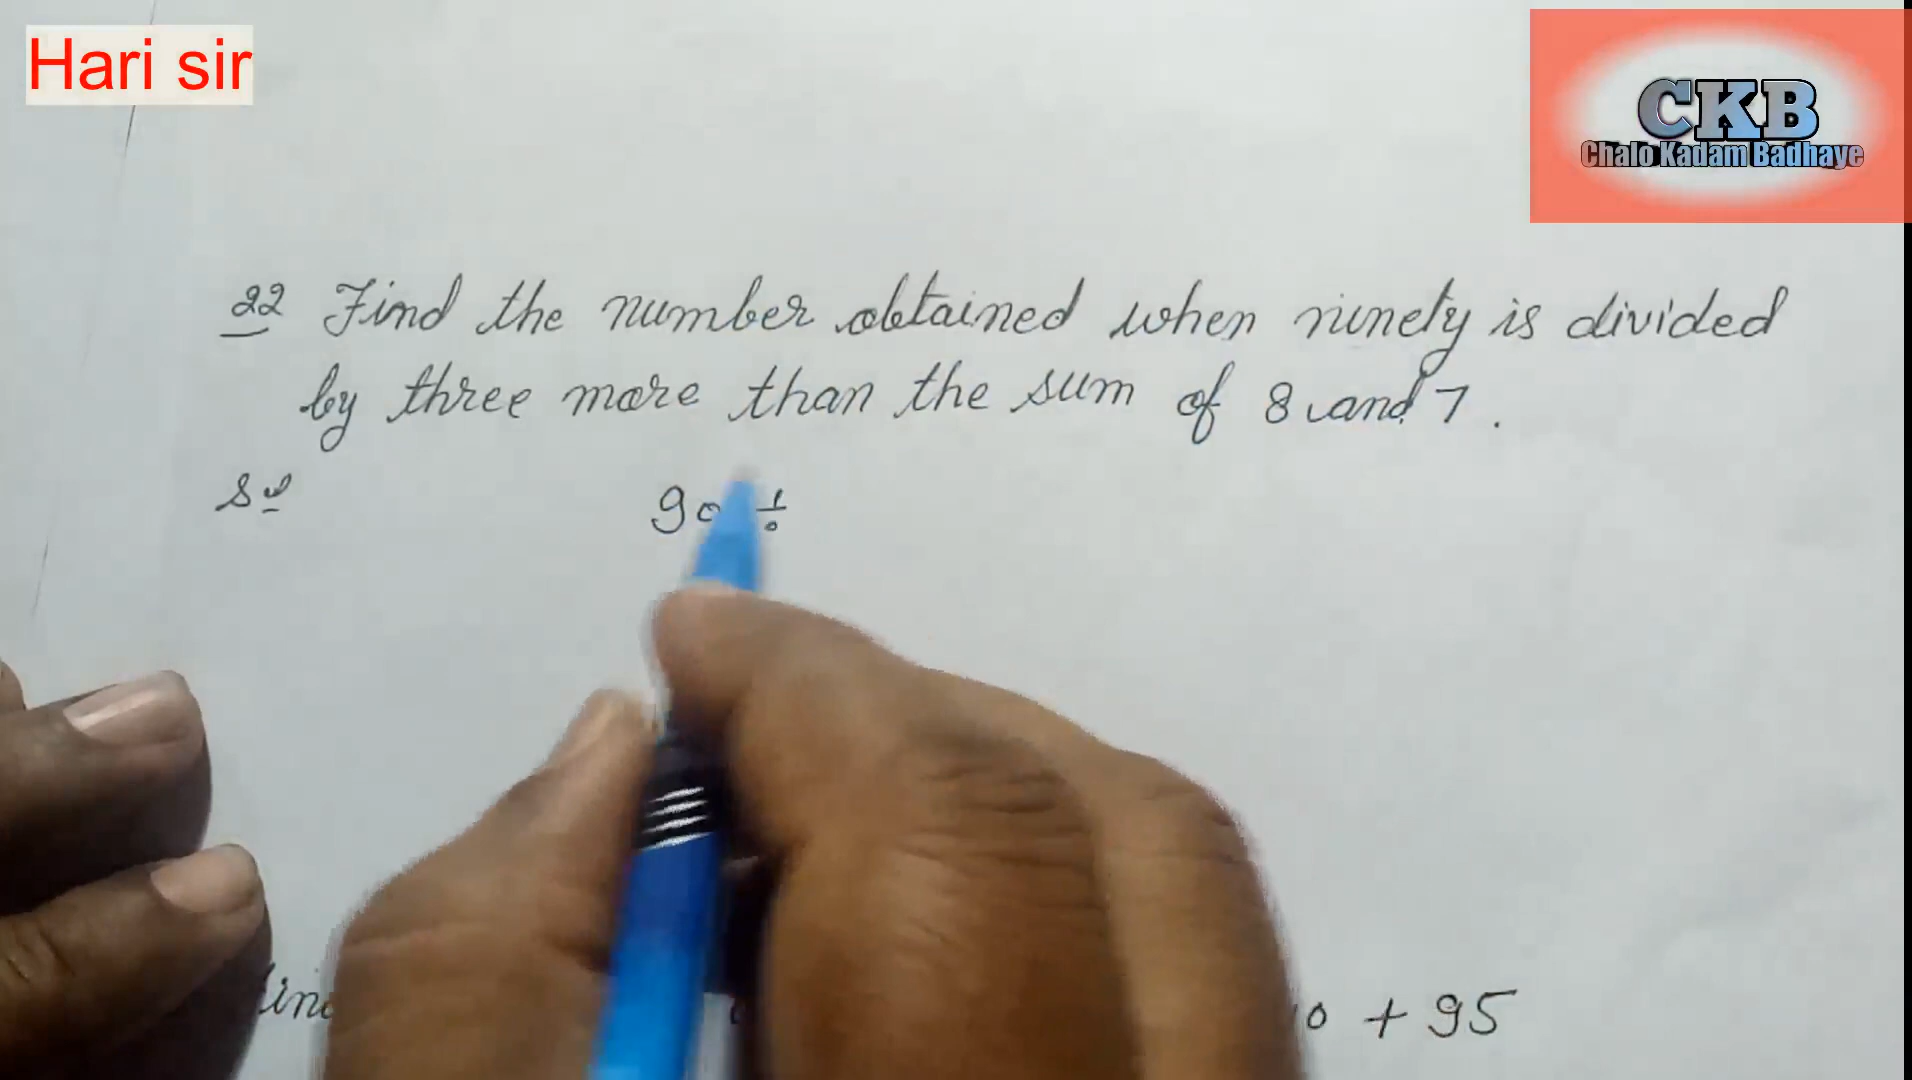 Hari sir
CKB
Chalo Kadam Badhaye
22 Find the number obtained when ninety is divided
by three more than the sum of 8 and 7.
Sol
90 ÷
+ 95